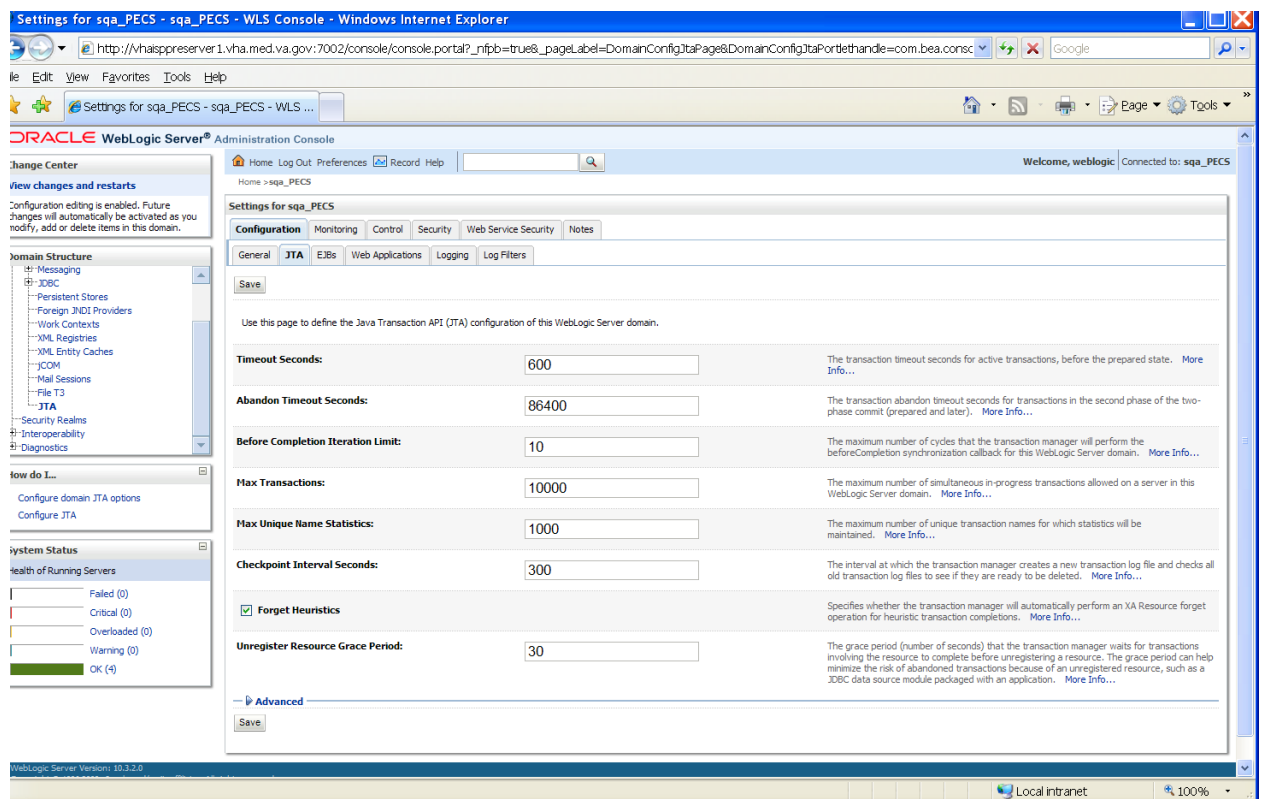 Settings for sqa_PECS - sqa_PECS - WLS Console - Windows Internet Explorer
http://vhaisppreserver1.vha.med.va.gov:7002/console/console.portal?_nfpb=true&_pageLabel=DomainConfigJtaPage&DomainConfigJtaPortlethandle=com.bea.consc
Google
ile Edit View Favorites Tools Help
Settings for sqa_PECS - sqa_PECS - WLS ...
Page Tools »
ORACLE WebLogic Server® Administration Console
Change Center
View changes and restarts
Configuration editing is enabled. Future
changes will automatically be activated as you
modify, add or delete items in this domain.
Domain Structure
Messaging
JDBC
Persistent Stores
Foreign JNDI Providers
Work Contexts
XML Registries
XML Entity Caches
jCOM
Mail Sessions
File T3
JTA
Security Realms
Interoperability
Diagnostics
How do I...
Configure domain JTA options
Configure JTA
System Status
Health of Running Servers
Failed (0)
Critical (0)
Overloaded (0)
Warning (0)
OK (4)
Home Log Out Preferences Record Help
Welcome, weblogic Connected to: sqa_PECS
Home >sqa_PECS
Settings for sqa_PECS
Configuration Monitoring Control Security Web Service Security Notes
General JTA EJBs Web Applications Logging Log Filters
Save
Use this page to define the Java Transaction API (JTA) configuration of this WebLogic Server domain.
Timeout Seconds: 600 The transaction timeout seconds for active transactions, before the prepared state. More
Info...
Abandon Timeout Seconds: 86400 The transaction abandon timeout seconds for transactions in the second phase of the two-
phase commit (prepared and later). More Info...
Before Completion Iteration Limit: 10 The maximum number of cycles that the transaction manager will perform the
beforeCompletion synchronization callback for this WebLogic Server domain. More Info...
Max Transactions: 10000 The maximum number of simultaneous in-progress transactions allowed on a server in this
WebLogic Server domain. More Info...
Max Unique Name Statistics: 1000 The maximum number of unique transaction names for which statistics will be
maintained. More Info...
Checkpoint Interval Seconds: 300 The interval at which the transaction manager creates a new transaction log file and checks all
old transaction log files to see if they are ready to be deleted. More Info...
Forget Heuristics Specifies whether the transaction manager will automatically perform an XA Resource forget
operation for heuristic transaction completions. More Info...
Unregister Resource Grace Period: 30 The grace period (number of seconds) that the transaction manager waits for transactions
involving the resource to complete before unregistering a resource. The grace period can help
minimize the risk of abandoned transactions because of an unregistered resource, such as a
JDBC data source module packaged with an application. More Info...
Advanced
Save
WebLogic Server Version: 10.3.2.0
Local intranet 100%